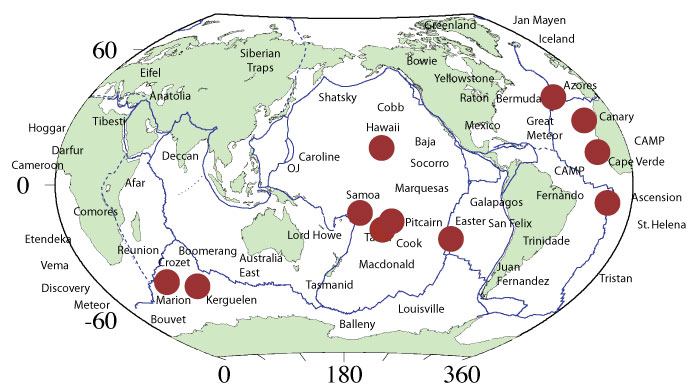 Jan Mayen
Greenland
Iceland
60
Siberian
Traps
Bowie
Eifel
Yellowstone
Azores
Anatolia
Shatsky
Raton
Bermuda
Cobb
Tibesti
Hawaii
Mexico
Great
Meteor
Canary
Hoggar
Baja
CAMP
Darfur
Deccan
Caroline
Socorro
Cape Verde
Cameroon
OJ
CAMP
0
Afar
Marquesas
Samoa
Galapagos
Fernando
Ascension
Comores
Pitcairn
Easter
San Felix
St. Helena
Etendeka
Lord Howe
Cook
Trinidade
Reunion
Boomerang
Australia
East
Vema
Crozet
Macdonald
Juan
Fernandez
Discovery
Tasmanid
Tristan
Meteor
Marion
Kerguelen
Louisville
-60
Bouvet
Balleny
0
180
360